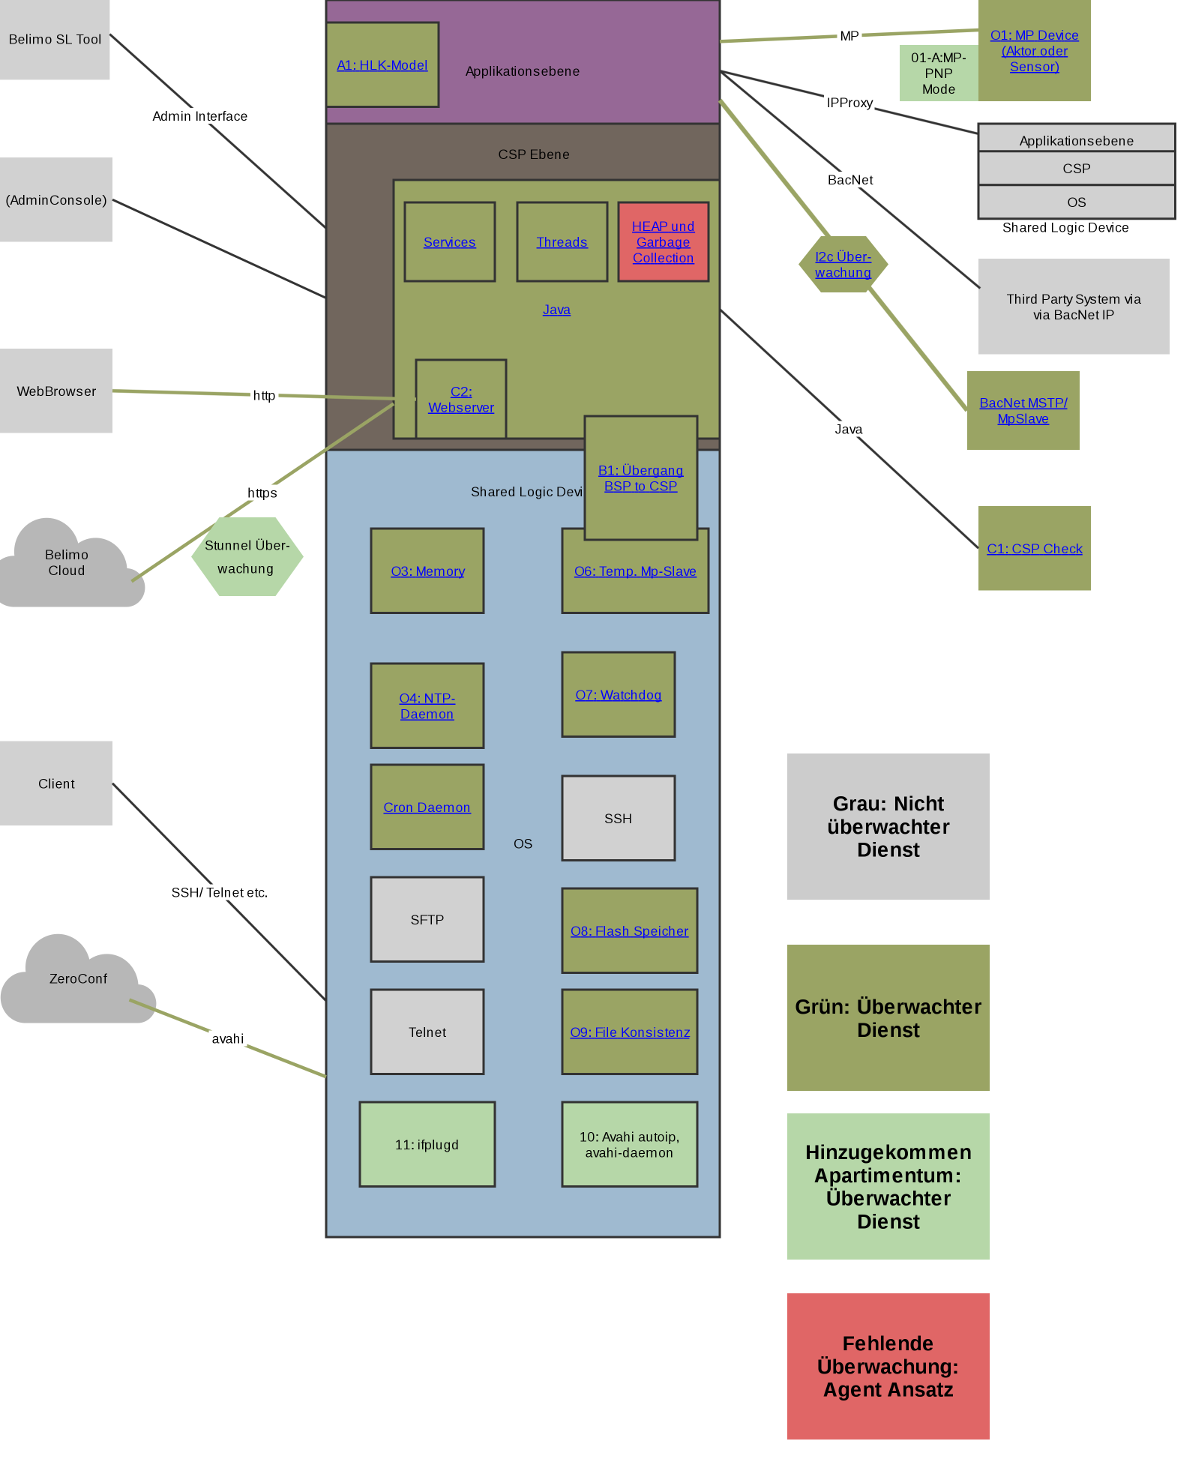 Belimo SL Tool
Admin Interface
(AdminConsole)
WebBrowser
http
https
Belimo
Cloud
Stunnel Über-
wachung
Client
SSH/ Telnet etc.
ZeroConf
avahi
A1: HLK-Model
Applikationsebene
CSP Ebene
Services
Threads
HEAP und
Garbage
Collection
Java
C2:
Webserver
B1: Übergang
BSP to CSP
Shared Logic Devi
O3: Memory
O6: Temp. Mp-Slave
O4: NTP-
Daemon
O7: Watchdog
Cron Daemon
SSH
OS
SFTP
O8: Flash Speicher
Telnet
O9: File Konsistenz
11: ifplugd
10: Avahi autoip,
avahi-daemon
MP
O1: MP Device
(Aktor oder
Sensor)
01-A:MP-
PNP
Mode
IPProxy
Applikationsebene
CSP
OS
Shared Logic Device
BacNet
I2c Über-
wachung
Third Party System via
via BacNet IP
BacNet MSTP/
MpSlave
Java
C1: CSP Check
Grau: Nicht
überwachter
Dienst
Grün: Überwachter
Dienst
Hinzugekommen
Apartimentum:
Überwachter
Dienst
Fehlende
Überwachung:
Agent Ansatz